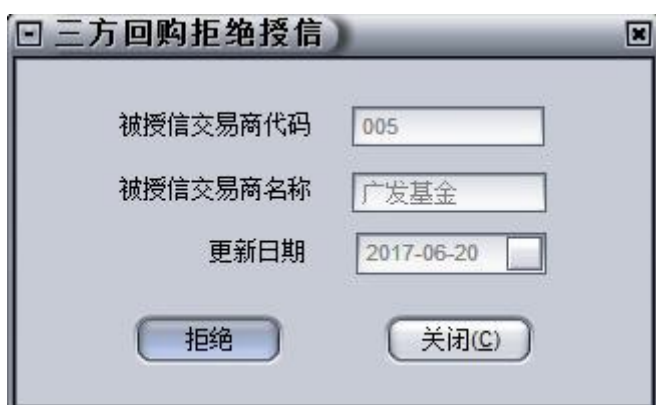 三方回购拒绝授信
被授信交易商代码 005
被授信交易商名称 广发基金
更新日期 2017-06-20
拒绝 关闭(C)